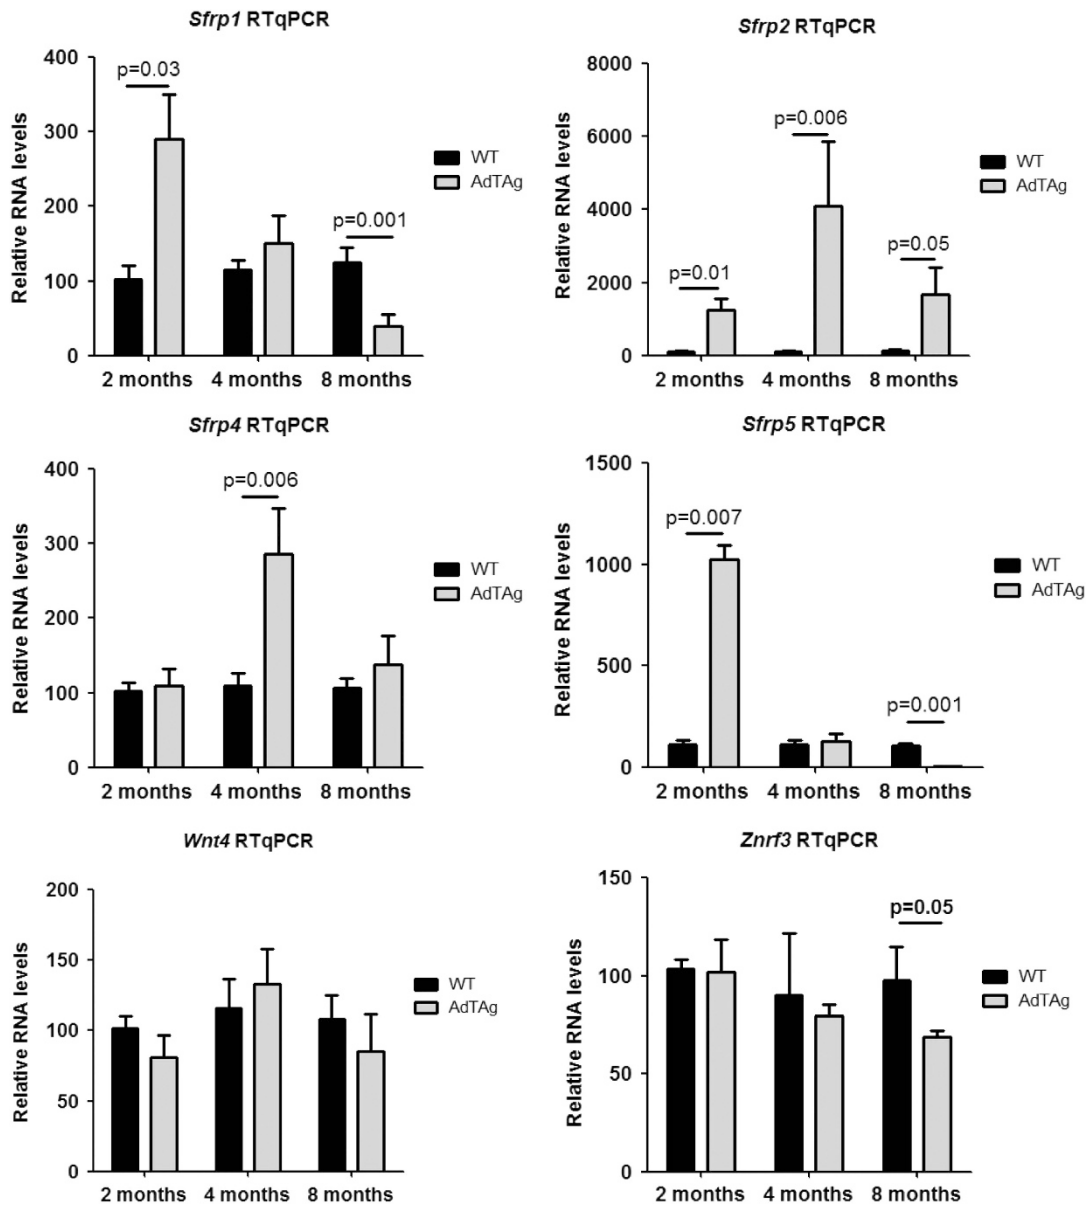 Sfrp1 RTqPCR
Relative RNA levels
400
300
200
100
0
p=0.03
p=0.001
2 months 4 months 8 months
WT
AdTAg
Sfrp2 RTqPCR
Relative RNA levels
8000
6000
4000
2000
0
p=0.01
p=0.006
p=0.05
2 months 4 months 8 months
WT
AdTAg
Sfrp4 RTqPCR
Relative RNA levels
400
300
200
100
0
p=0.006
2 months 4 months 8 months
WT
AdTAg
Sfrp5 RTqPCR
Relative RNA levels
1500
1000
500
0
p=0.007
p=0.001
2 months 4 months 8 months
WT
AdTAg
Wnt4 RTqPCR
Relative RNA levels
200
150
100
50
0
2 months 4 months 8 months
WT
AdTAg
Znrf3 RTqPCR
Relative RNA levels
150
100
50
0
p=0.05
2 months 4 months 8 months
WT
AdTAg